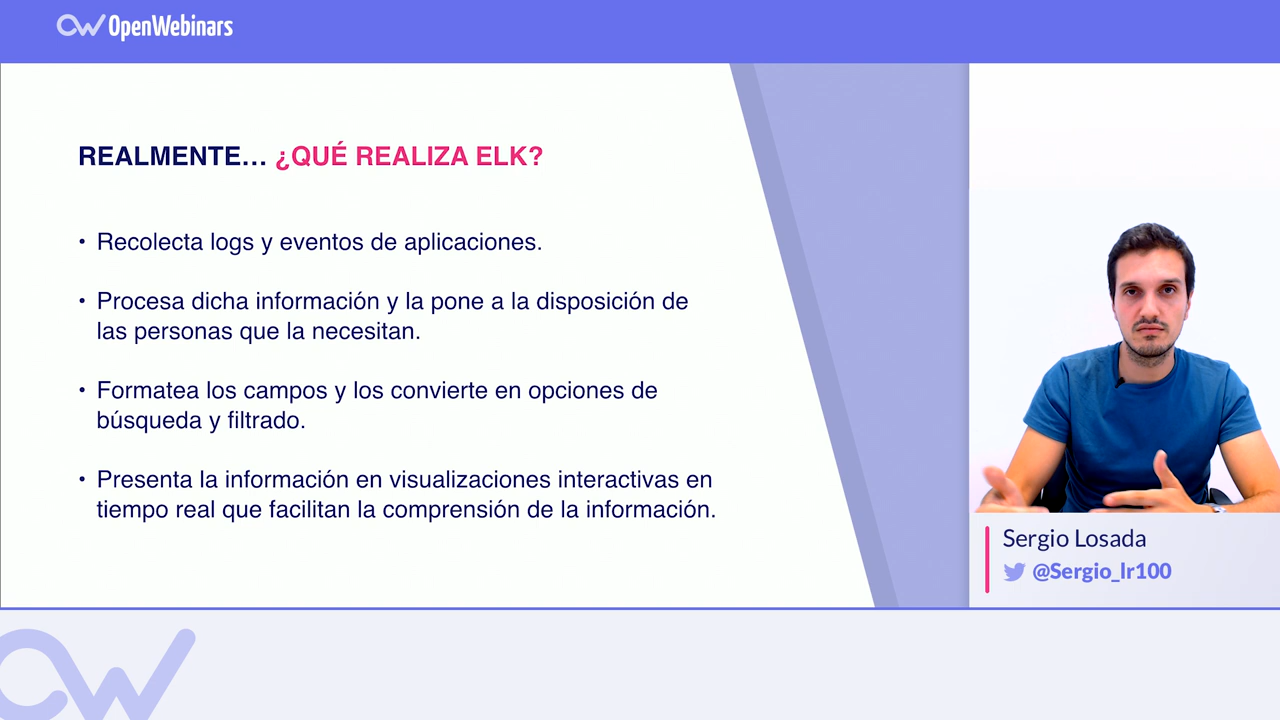 OpenWebinars
REALMENTE... ¿QUÉ REALIZA ELK?
• Recolecta logs y eventos de aplicaciones.
• Procesa dicha información y la pone a la disposición de
las personas que la necesitan.
• Formatea los campos y los convierte en opciones de
búsqueda y filtrado.
• Presenta la información en visualizaciones interactivas en
tiempo real que facilitan la comprensión de la información.
Sergio Losada
@Sergio_lr100